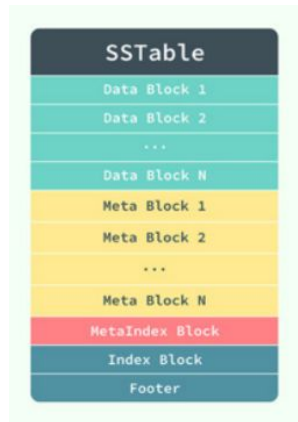 SSTable
Data Block 1
Data Block 2
...
Data Block N
Meta Block 1
Meta Block 2
...
Meta Block N
MetaIndex Block
Index Block
Footer